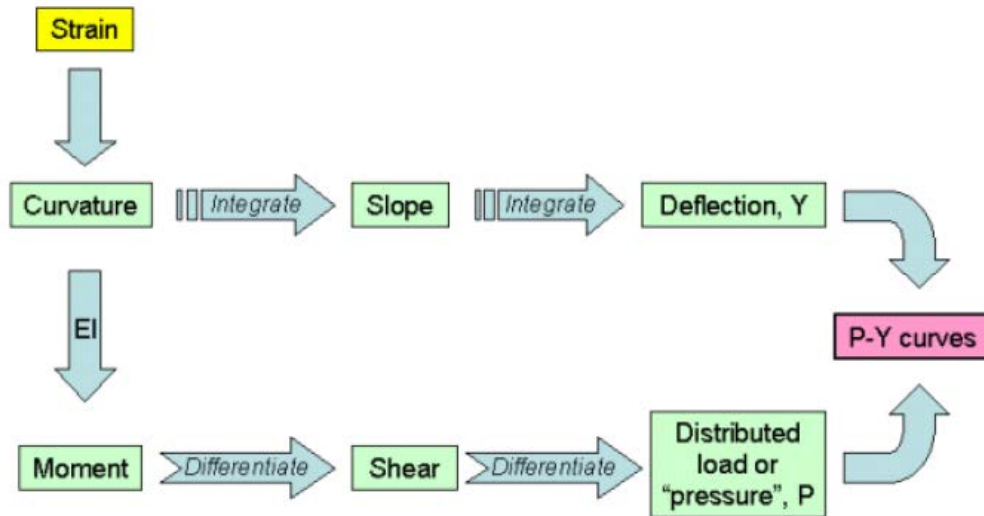 Strain
Curvature
Integrate
Slope
Integrate
Deflection, Y
EI
P-Y curves
Moment
Differentiate
Shear
Differentiate
Distributed
load or
“pressure”, P